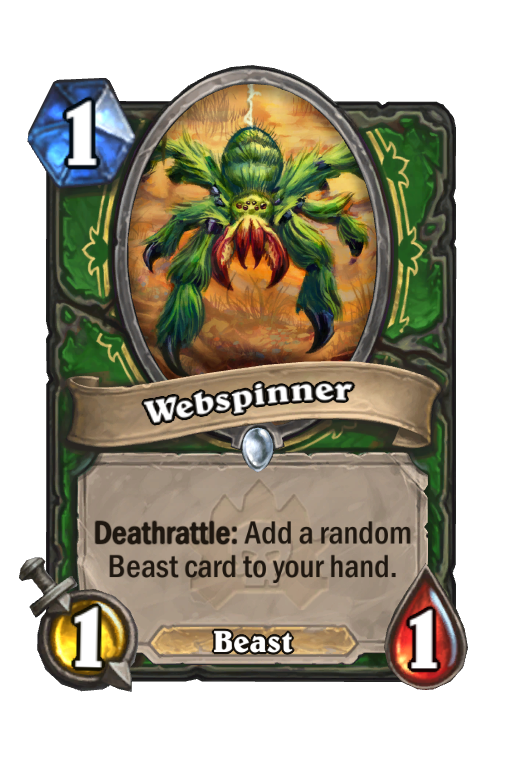 1
Webspinner
Deathrattle: Add a random
Beast card to your hand.
1
Beast
1